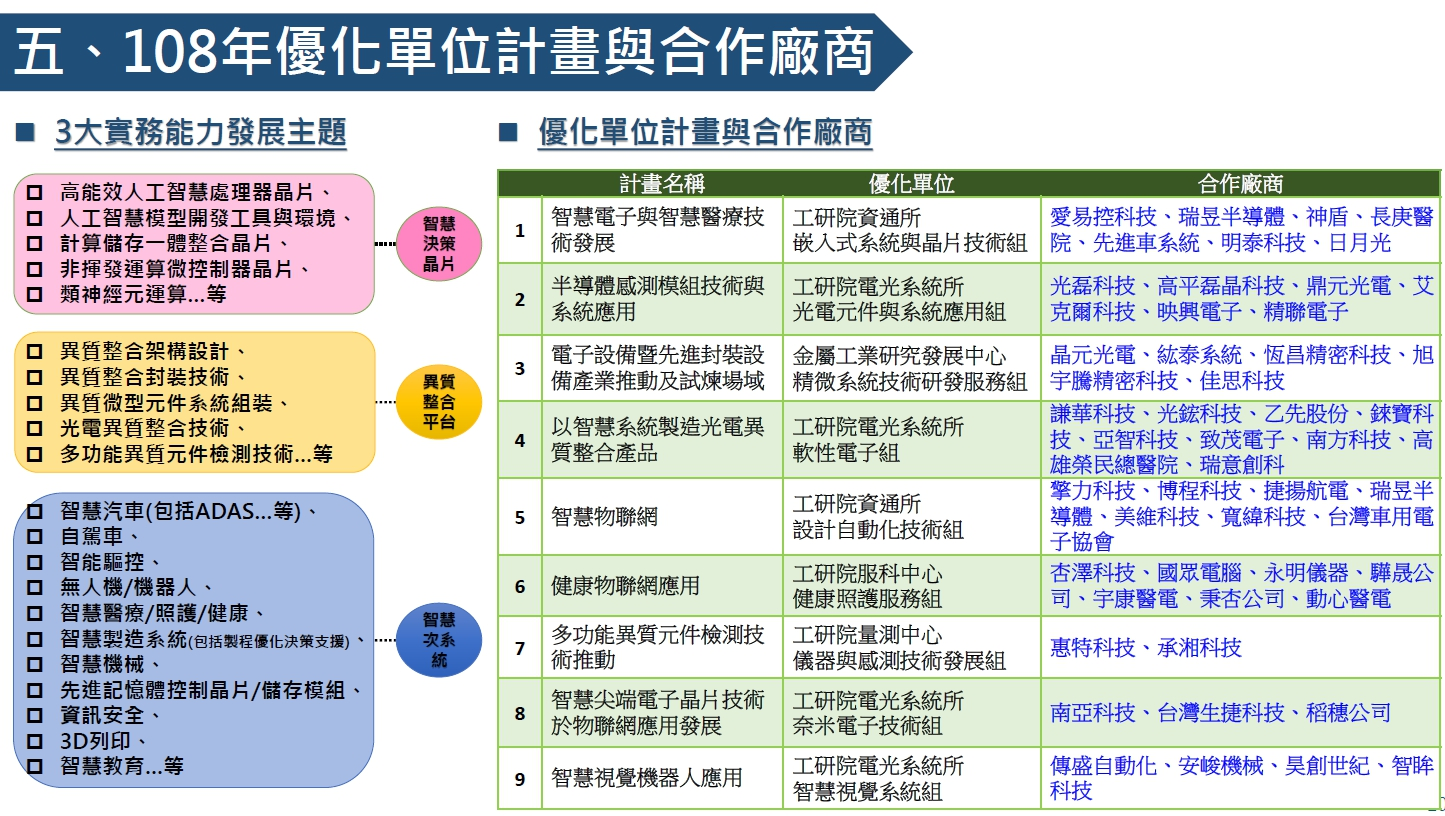 五、108年優化單位計畫與合作廠商
■ 3大實務能力發展主題
高能效人工智慧處理器晶片、
人工智慧模型開發工具與環境、
計算儲存一體整合晶片、
非揮發運算微控制器晶片、
類神經元運算...等
智慧
決策
晶片
異質整合架構設計、
異質整合封裝技術、
異質微型元件系統組裝、
光電異質整合技術、
多功能異質元件檢測技術...等
異質
整合
平台
智慧汽車(包括ADAS...等)、
自駕車、
智能驅控、
無人機/機器人、
智慧醫療/照護/健康、
智慧製造系統(包括製程優化決策支援)、
智慧機械、
先進記憶體控制晶片/儲存模組、
資訊安全、
3D列印、
智慧教育...等
智慧
次系
統
■ 優化單位計畫與合作廠商
計畫名稱 優化單位 合作廠商
1
智慧電子與智慧醫療技
術發展
工研院資通所
嵌入式系統與晶片技術組
愛易控科技、瑞昱半導體、神盾、長庚醫
院、先進車系統、明泰科技、日月光
2
半導體感測模組技術與
系統應用
工研院電光系統所
光電元件與系統應用組
光磊科技、高平磊晶科技、鼎元光電、艾
克爾科技、映興電子、精聯電子
3
電子設備暨先進封裝設
備產業推動及試煉場域
金屬工業研究發展中心
精微系統技術研發服務組
晶元光電、紘泰系統、恆昌精密科技、旭
宇騰精密科技、佳思科技
4
以智慧系統製造光電異
質整合產品
工研院電光系統所
軟性電子組
謙華科技、光鋐科技、乙先股份、錸寶科
技、亞智科技、致茂電子、南方科技、高
雄榮民總醫院、瑞意創科
5
智慧物聯網
工研院資通所
設計自動化技術組
擎力科技、博程科技、捷揚航電、瑞昱半
導體、美維科技、寬緯科技、台灣車用電
子協會
6
健康物聯網應用
工研院服科中心
健康照護服務組
杏澤科技、國眾電腦、永明儀器、驊晟公
司、宇康醫電、秉杏公司、動心醫電
7
多功能異質元件檢測技
術推動
工研院量測中心
儀器與感測技術發展組
惠特科技、承湘科技
8
智慧尖端電子晶片技術
於物聯網應用發展
工研院電光系統所
奈米電子技術組
南亞科技、台灣生捷科技、稻穗公司
9
智慧視覺機器人應用
工研院電光系統所
智慧視覺系統組
傳盛自動化、安峻機械、昊創世紀、智眸
科技